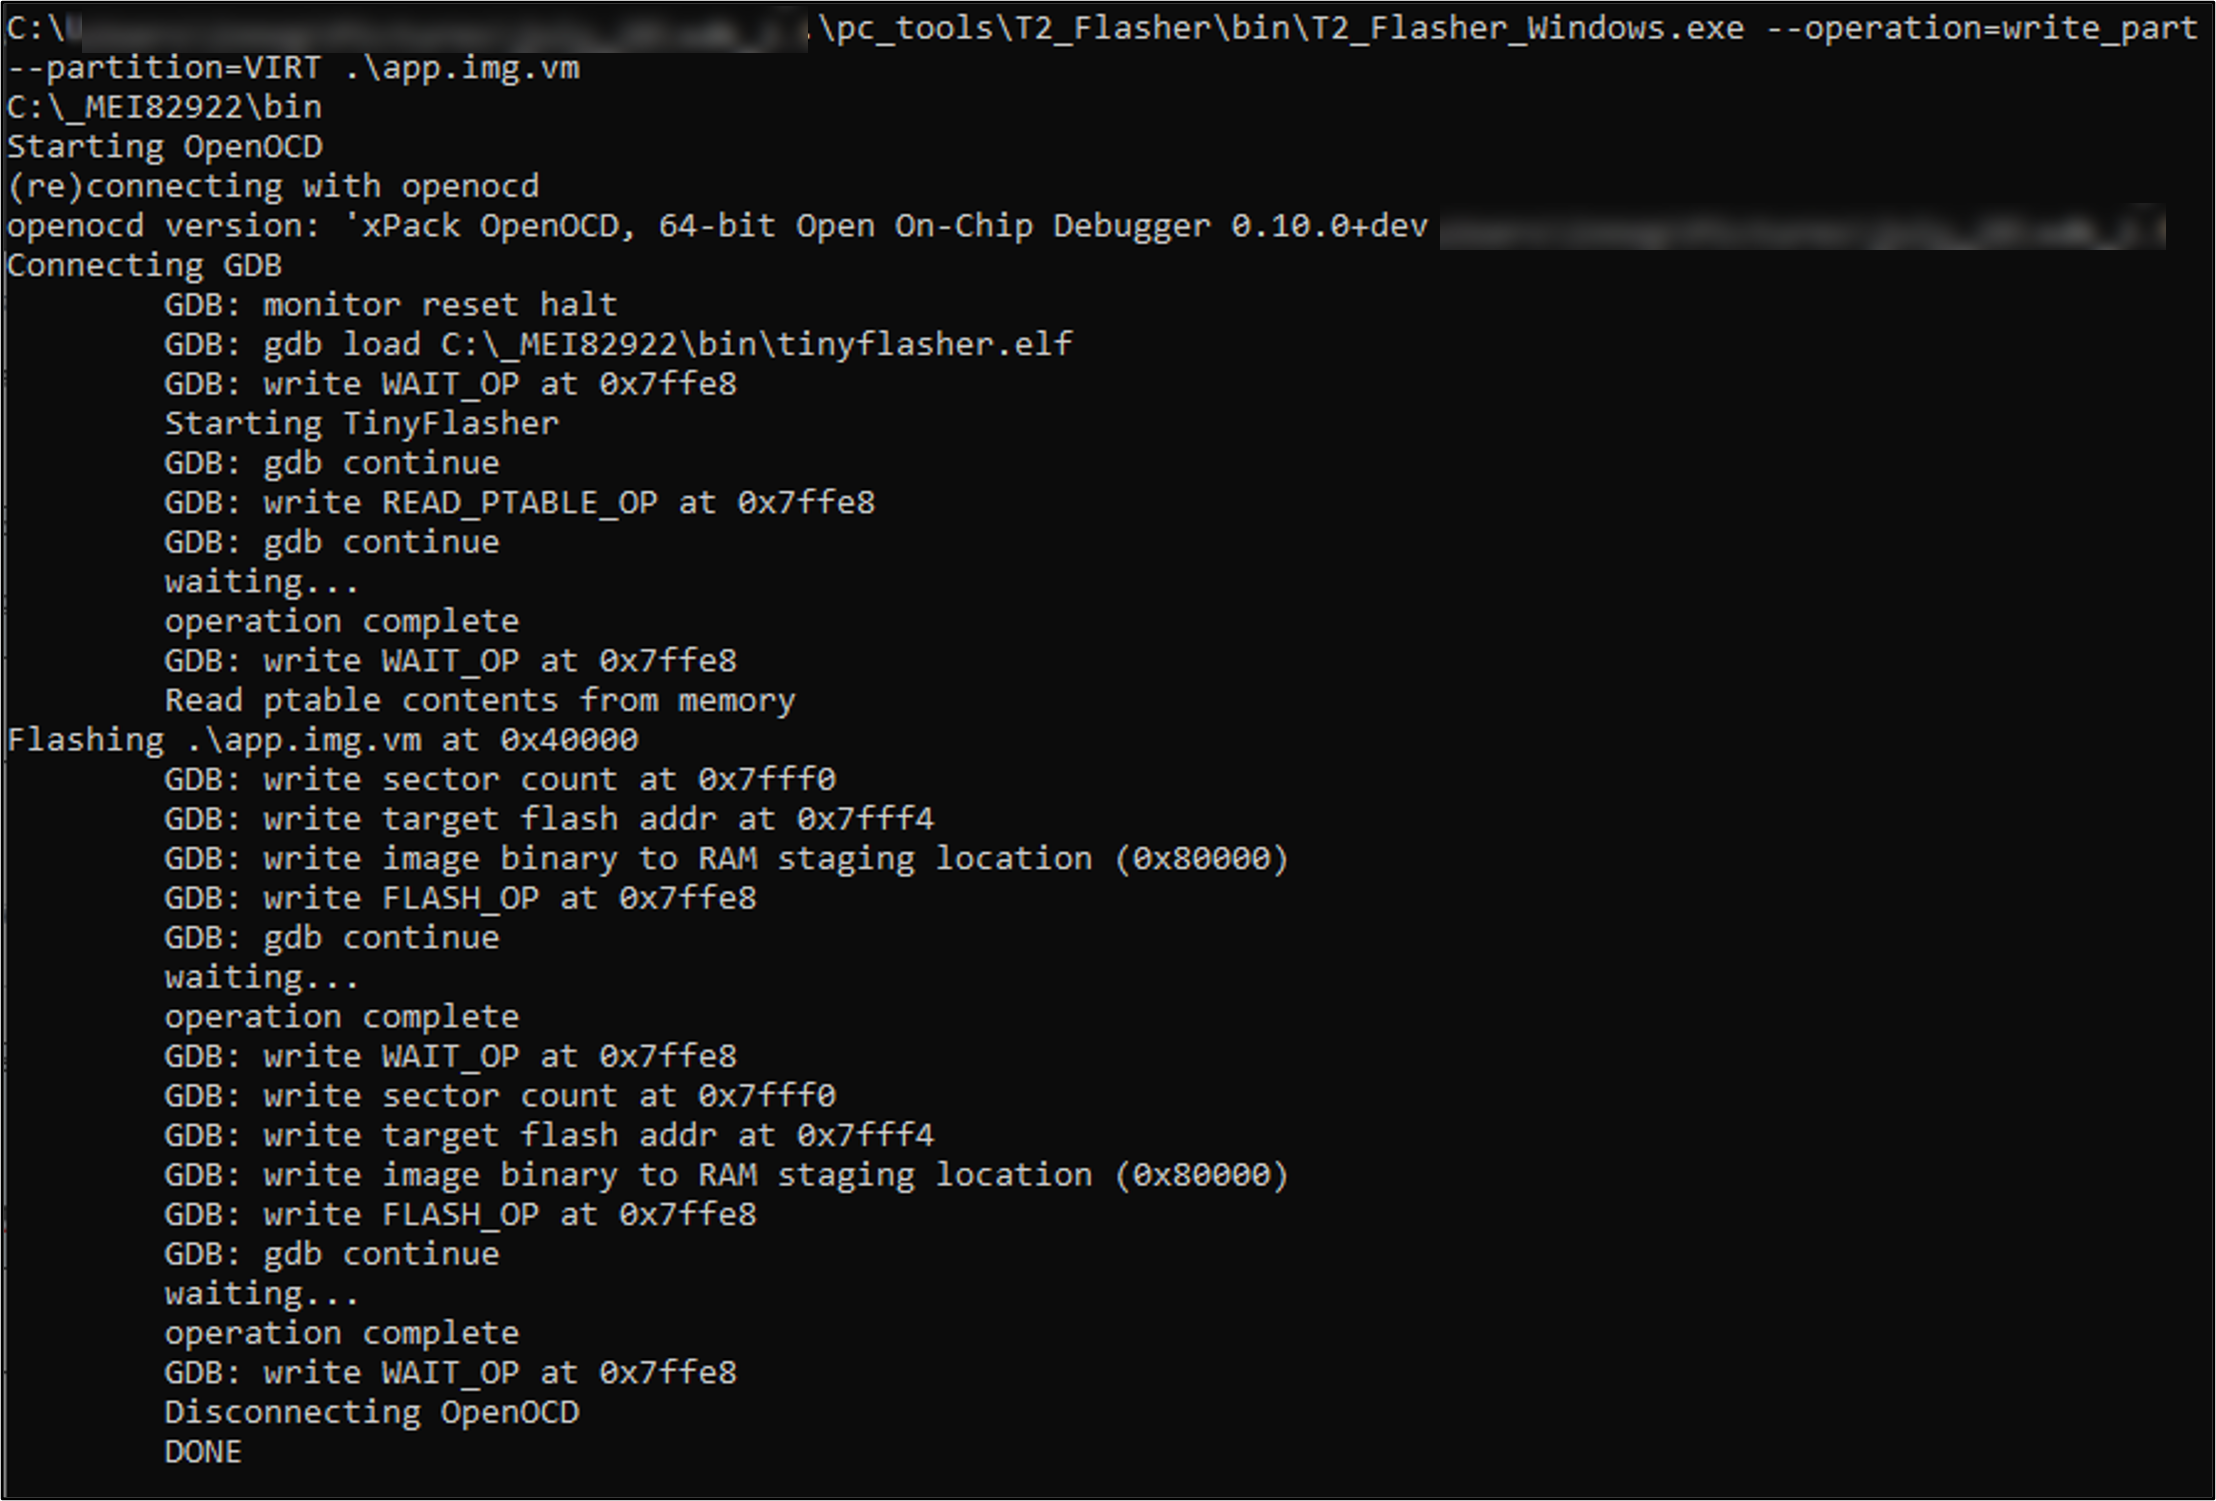 C:\ \pc_tools\T2_Flasher\bin\T2_Flasher_Windows.exe --operation=write_part
--partition=VIRT .\app.img.vm
C:\_MEI82922\bin
Starting OpenOCD
(re)connecting with openocd
openocd version: 'xPack OpenOCD, 64-bit Open On-Chip Debugger 0.10.0+dev
Connecting GDB
GDB: monitor reset halt
GDB: gdb load C:\_MEI82922\bin\tinyflasher.elf
GDB: write WAIT_OP at 0x7ffe8
Starting TinyFlasher
GDB: gdb continue
GDB: write READ_PTABLE_OP at 0x7ffe8
GDB: gdb continue
waiting...
operation complete
GDB: write WAIT_OP at 0x7ffe8
Read ptable contents from memory
Flashing .\app.img.vm at 0x40000
GDB: write sector count at 0x7fff0
GDB: write target flash addr at 0x7fff4
GDB: write image binary to RAM staging location (0x80000)
GDB: write FLASH_OP at 0x7ffe8
GDB: gdb continue
waiting...
operation complete
GDB: write WAIT_OP at 0x7ffe8
GDB: write sector count at 0x7fff0
GDB: write target flash addr at 0x7fff4
GDB: write image binary to RAM staging location (0x80000)
GDB: write FLASH_OP at 0x7ffe8
GDB: gdb continue
waiting...
operation complete
GDB: write WAIT_OP at 0x7ffe8
Disconnecting OpenOCD
DONE